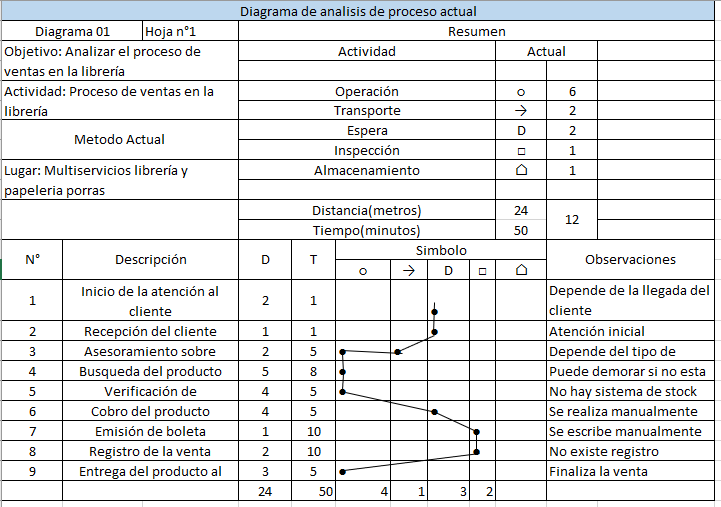 Diagrama de analisis de proceso actual
Diagrama 01 Hoja n°1 Resumen
Objetivo: Analizar el proceso de
ventas en la librería
Actividad Actual
Actividad: Proceso de ventas en la
librería
Operación ○ 6
Transporte → 2
Metodo Actual
Espera D 2
Inspección □ 1
Lugar: Multiservicios librería y
papeleria porras
Almacenamiento ⌂ 1
Distancia(metros) 24
Tiempo(minutos) 50
12
N° Descripción D T Simbolo Observaciones
○ → D □ ⌂
1 Inicio de la atención al
cliente
2 1 Depende de la llegada del
cliente
2 Recepción del cliente 1 1 Atención inicial
3 Asesoramiento sobre 2 5 Depende del tipo de
4 Busqueda del producto 5 8 Puede demorar si no esta
5 Verificación de 4 5 No hay sistema de stock
6 Cobro del producto 4 5 Se realiza manualmente
7 Emisión de boleta 1 10 Se escribe manualmente
8 Registro de la venta 2 10 No existe registro
9 Entrega del producto al 3 5 Finaliza la venta
24 50 4 1 3 2